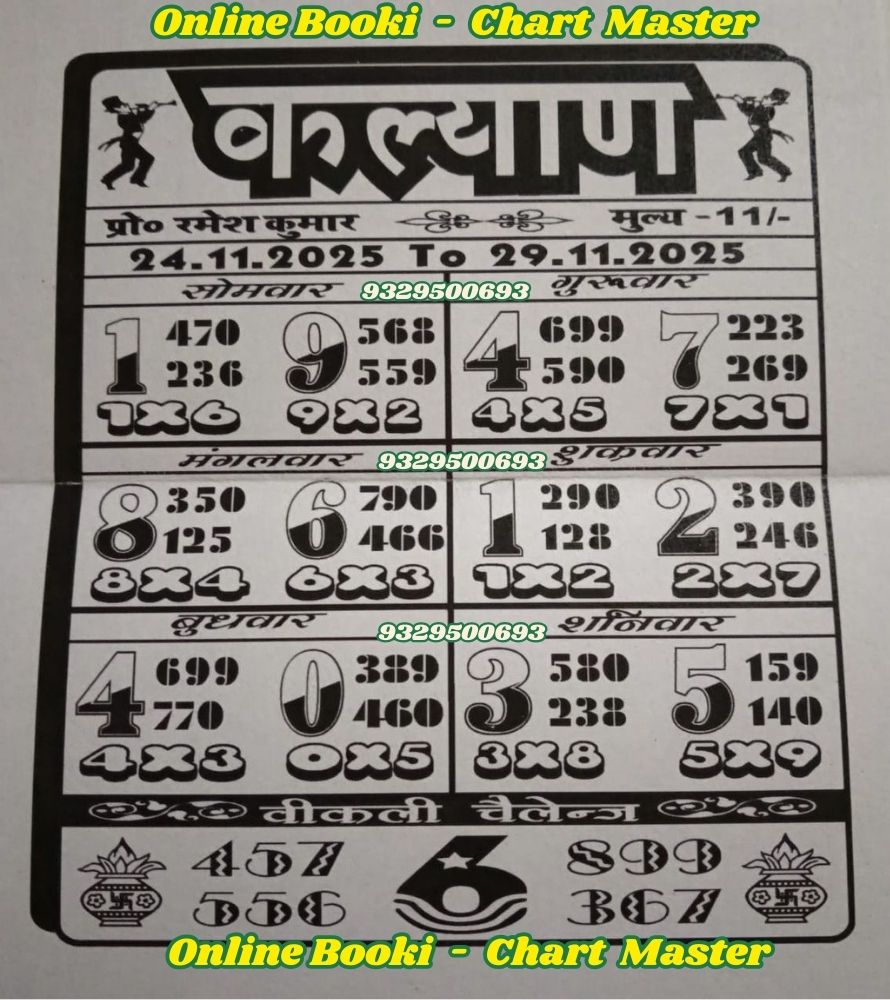 Online Booki - Chart Master
कल्याण
प्रो० रमेश कुमार मुल्य -11/-
24.11.2025 To 29.11.2025
सोमवार 9329500693 गुरूवार
1 470 9 568 4 699 7 223
236 559 590 269
1X6 9X2 4X5 7X1
मंगलवार 9329500693 शुक्रवार
8 350 6 790 1 290 2 390
125 466 128 246
8X4 6X3 1X2 2X7
बुधवार 9329500693 शनिवार
4 699 0 389 3 580 5 159
770 460 238 140
4X3 0X5 3X8 5X9
वीकली चैलेन्ज
457 6 899
556 367
Online Booki - Chart Master